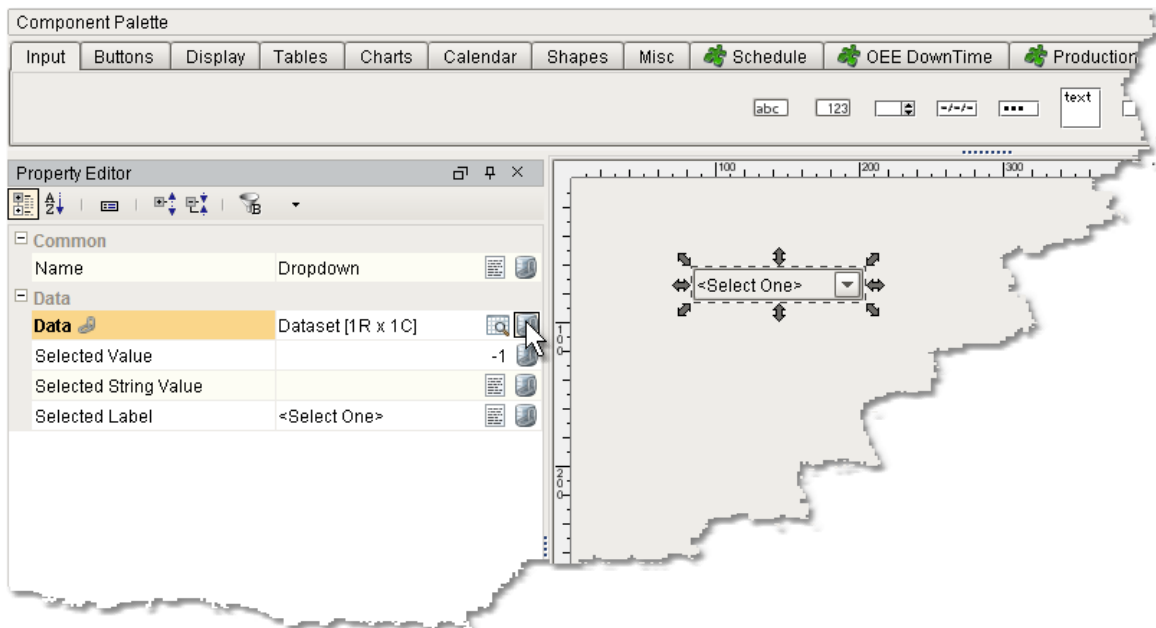 Component Palette
Input Buttons Display Tables Charts Calendar Shapes Misc Schedule OEE DownTime Production
abc 123 -/-/- text
Property Editor
A Z B
Common
Name Dropdown
Data
Data Dataset [1R x 1C]
Selected Value -1
Selected String Value
Selected Label <Select One>
100 200 300
<Select One>
100
200